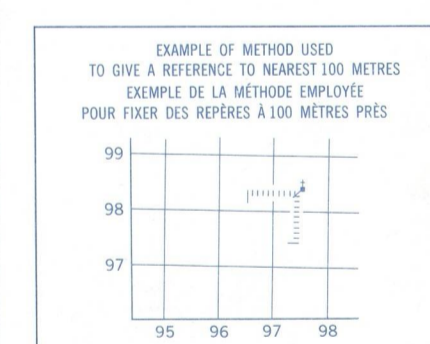 EXAMPLE OF METHOD USED
TO GIVE A REFERENCE TO NEAREST 100 METRES
EXEMPLE DE LA MÉTHODE EMPLOYÉE
POUR FIXER DES REPÈRES À 100 MÈTRES PRÈS
99
98
97
95 96 97 98